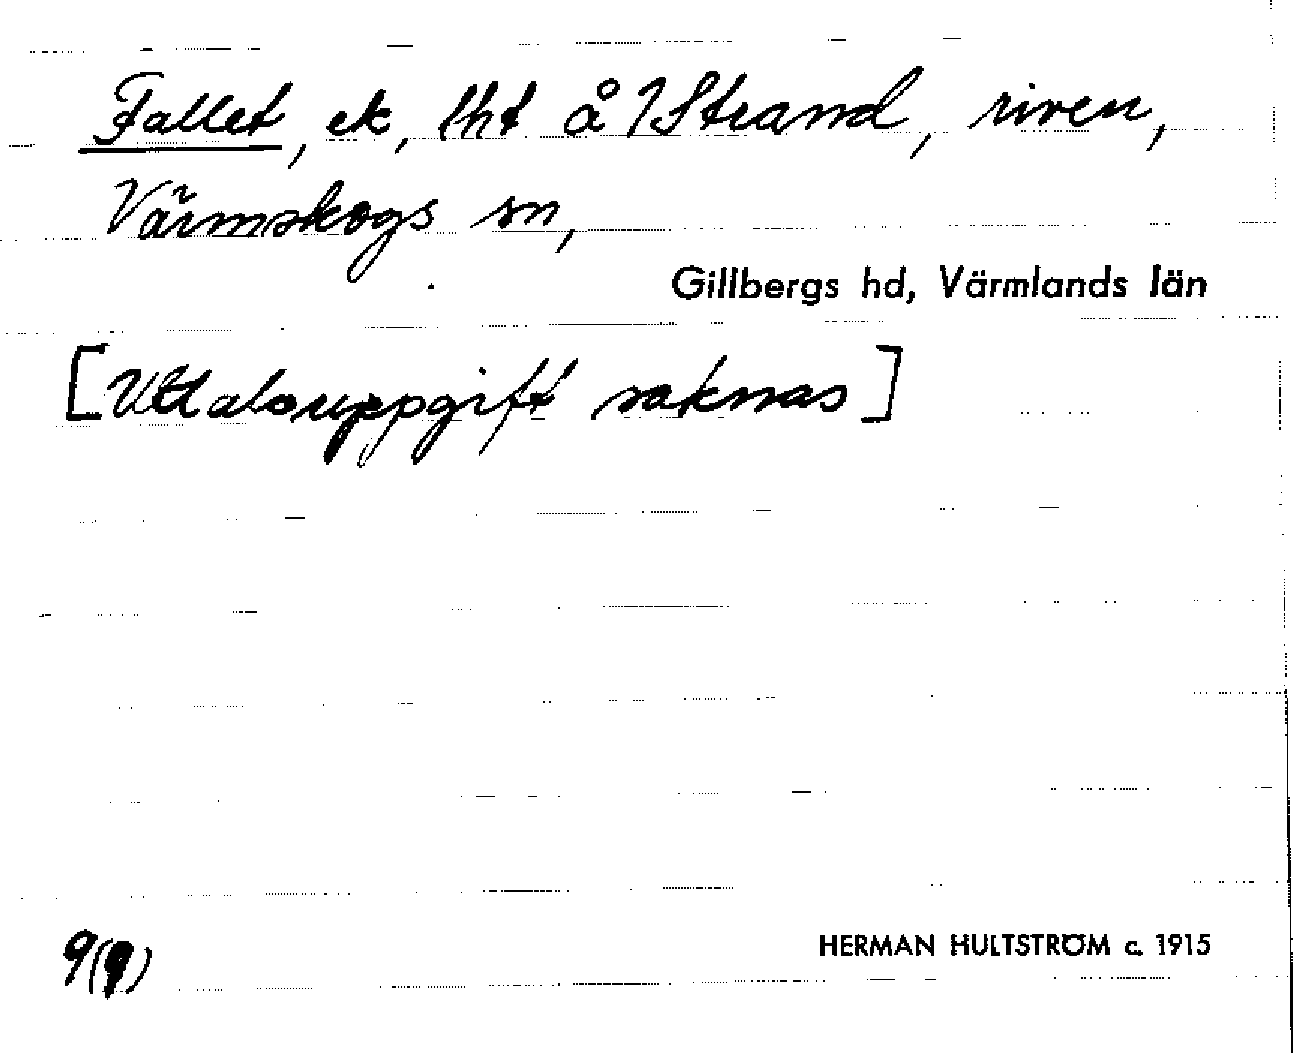 Fallet, ek, lht å 1 Strand, riven,
Värmskogs sn,
Gillbergs hd, Värmlands län
[Uttalsuppgift saknas]
9(9)
HERMAN HULTSTRÖM c. 1915